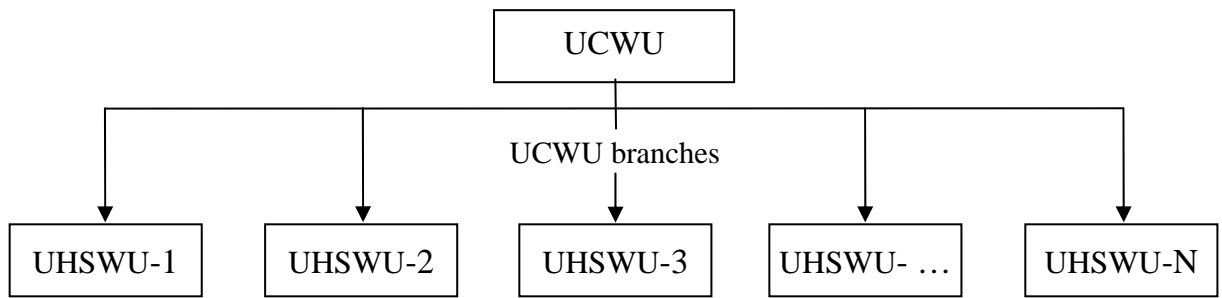 UCWU
UCWU branches
UHSWU-1
UHSWU-2
UHSWU-3
UHSWU- …
UHSWU-N